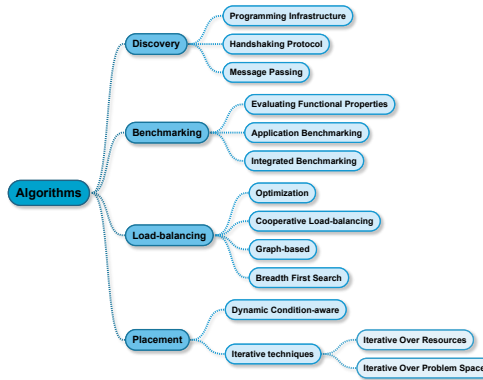 Programming Infrastructure
Discovery
Handshaking Protocol
Message Passing
Evaluating Functional Properties
Benchmarking
Application Benchmarking
Integrated Benchmarking
Algorithms
Optimization
Cooperative Load-balancing
Load-balancing
Graph-based
Breadth First Search
Dynamic Condition-aware
Placement
Iterative techniques
Iterative Over Resources
Iterative Over Problem Space